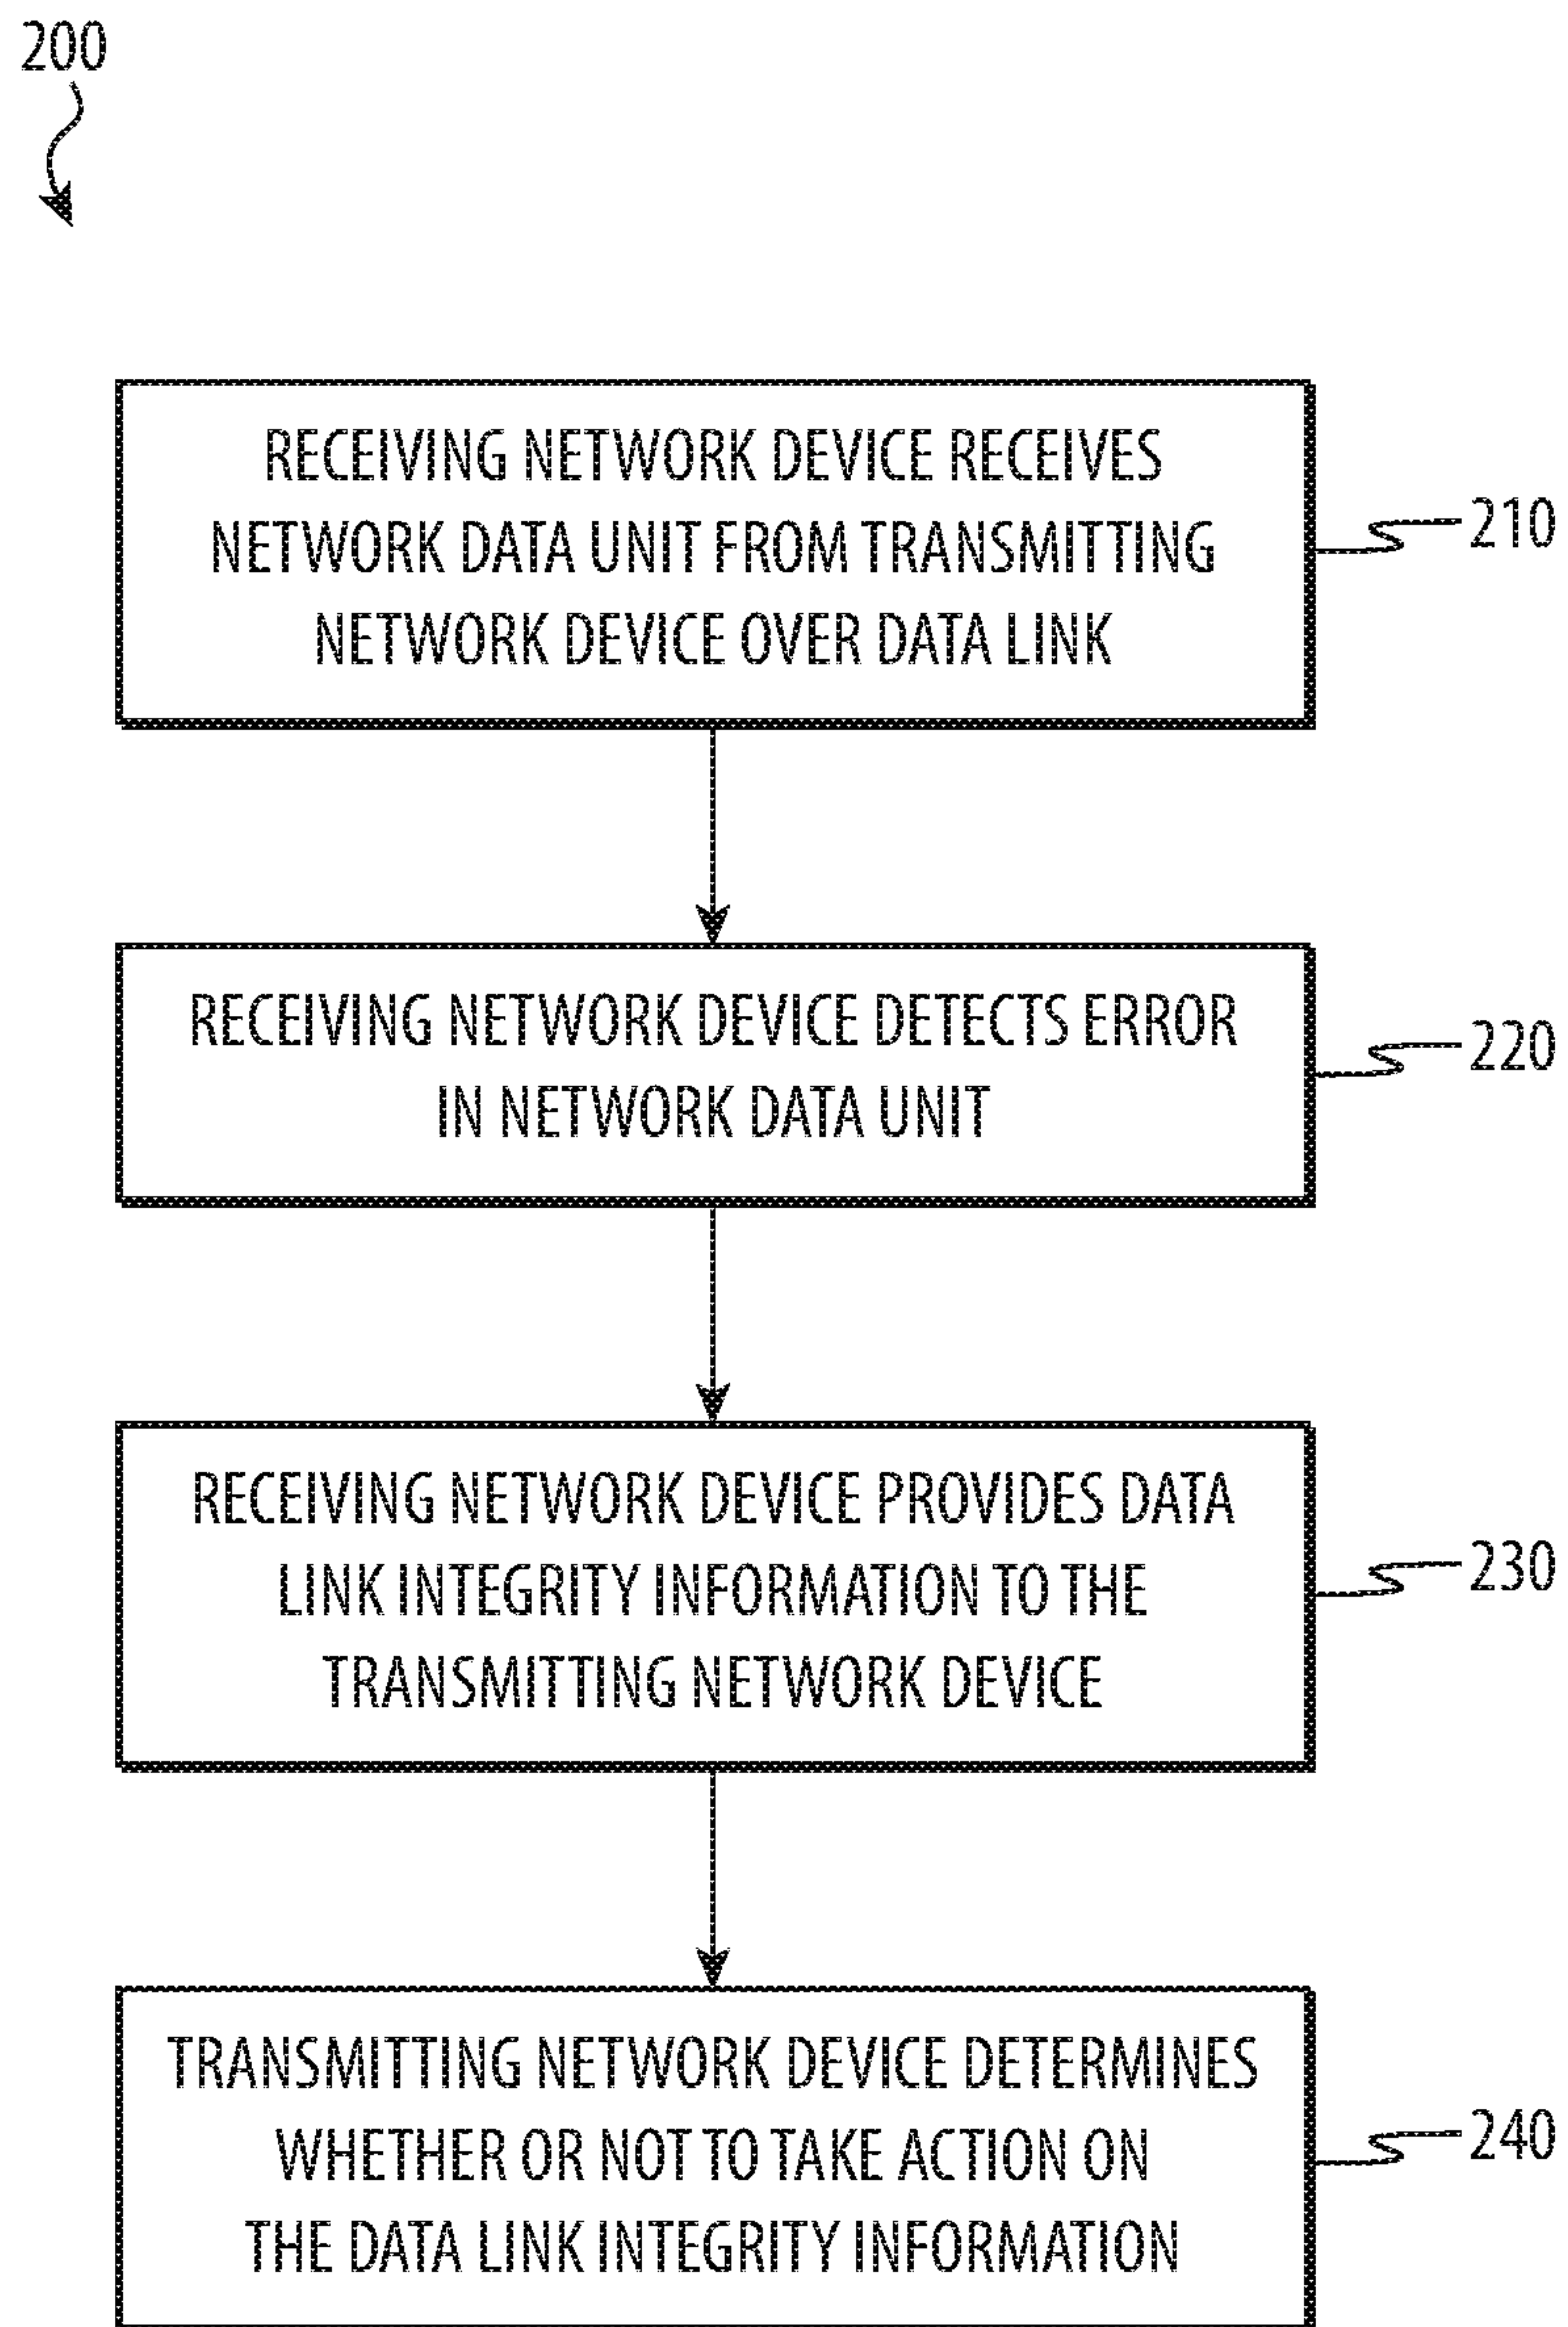 200
RECEIVING NETWORK DEVICE RECEIVES
NETWORK DATA UNIT FROM TRANSMITTING
NETWORK DEVICE OVER DATA LINK
210
RECEIVING NETWORK DEVICE DETECTS ERROR
IN NETWORK DATA UNIT
220
RECEIVING NETWORK DEVICE PROVIDES DATA
LINK INTEGRITY INFORMATION TO THE
TRANSMITTING NETWORK DEVICE
230
TRANSMITTING NETWORK DEVICE DETERMINES
WHETHER OR NOT TO TAKE ACTION ON
THE DATA LINK INTEGRITY INFORMATION
240